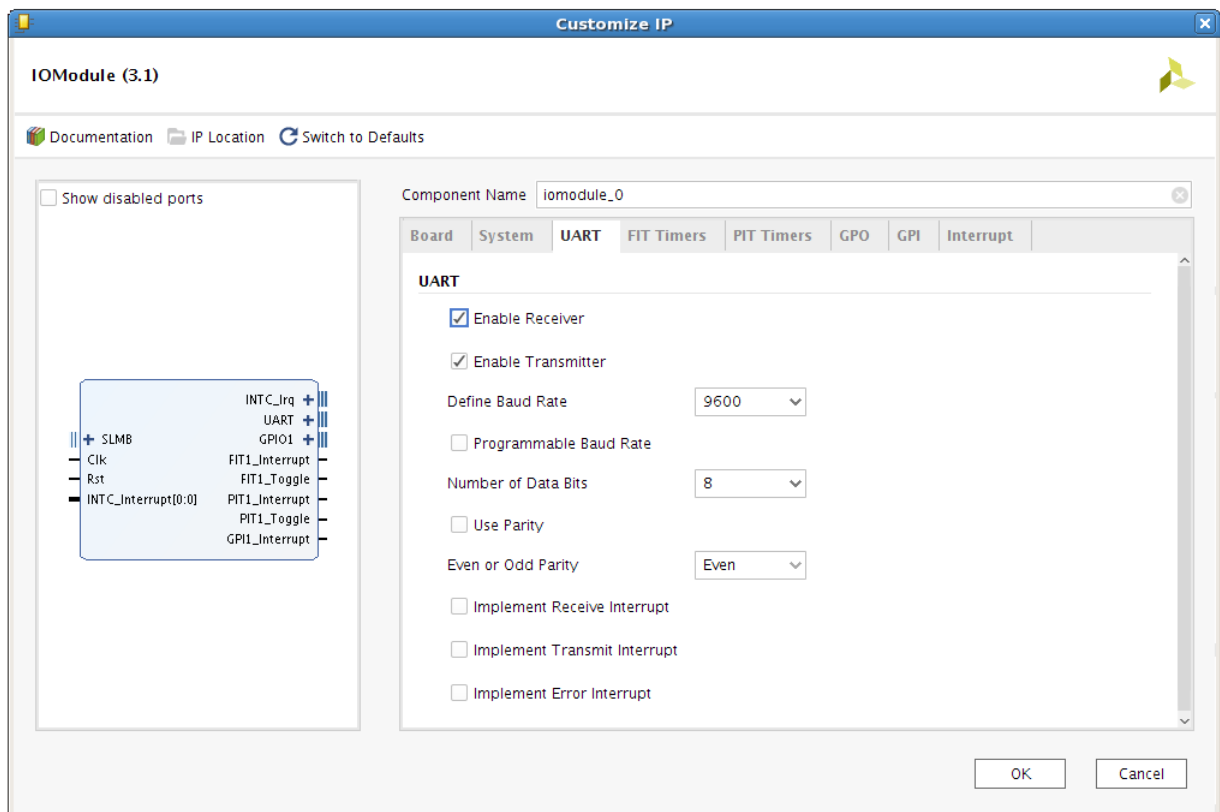 Customize IP
IOModule (3.1)
Documentation IP Location Switch to Defaults
Show disabled ports
INTC_Irq
UART
SLMB GPIO1
Clk FIT1_Interrupt
Rst FIT1_Toggle
INTC_Interrupt[0:0] PIT1_Interrupt
PIT1_Toggle
GPI1_Interrupt
Component Name iomodule_0
Board System UART FIT Timers PIT Timers GPO GPI Interrupt
UART
Enable Receiver
Enable Transmitter
Define Baud Rate 9600
Programmable Baud Rate
Number of Data Bits 8
Use Parity
Even or Odd Parity Even
Implement Receive Interrupt
Implement Transmit Interrupt
Implement Error Interrupt
OK Cancel